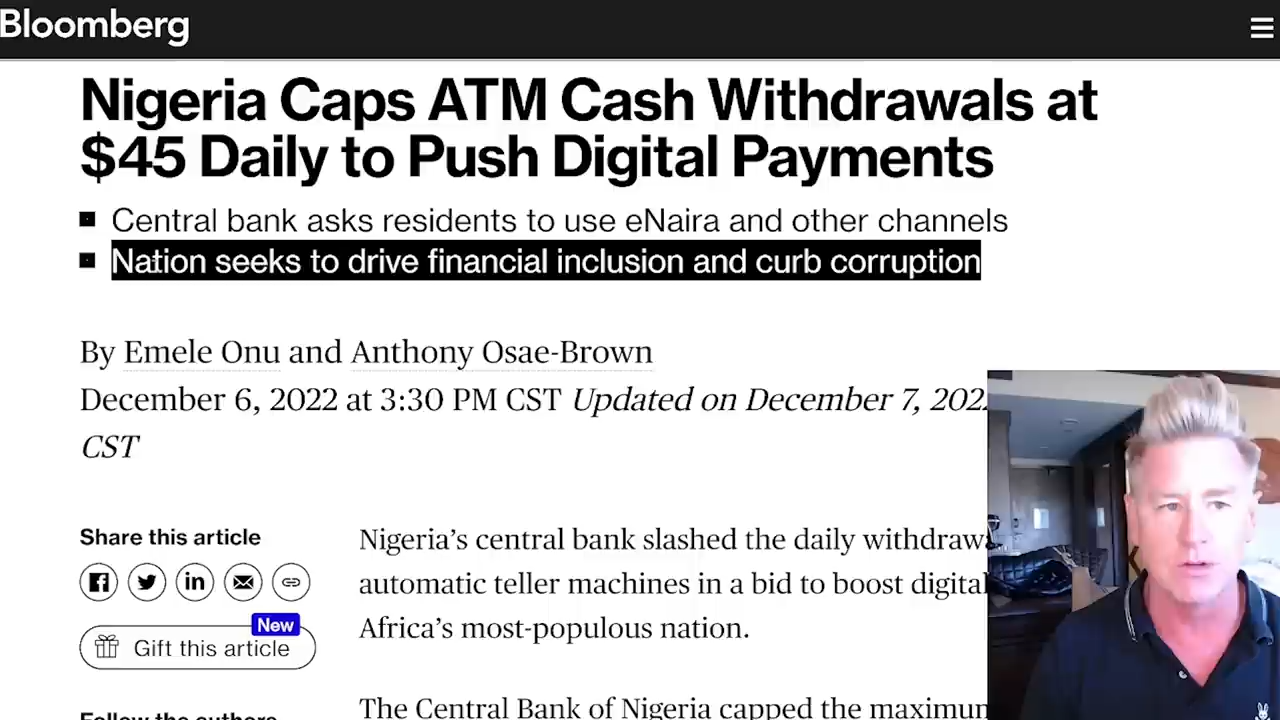 Bloomberg
Nigeria Caps ATM Cash Withdrawals at
$45 Daily to Push Digital Payments
Central bank asks residents to use eNaira and other channels
Nation seeks to drive financial inclusion and curb corruption
By Emele Onu and Anthony Osae-Brown
December 6, 2022 at 3:30 PM CST Updated on December 7,
CST
Share this article
New
Gift this article
Follow the authors
Nigeria's central bank slashed the daily
automatic teller machines in a bid to boost digital
Africa's most-populous nation.
The Central Bank of Nigeria capped the maximum